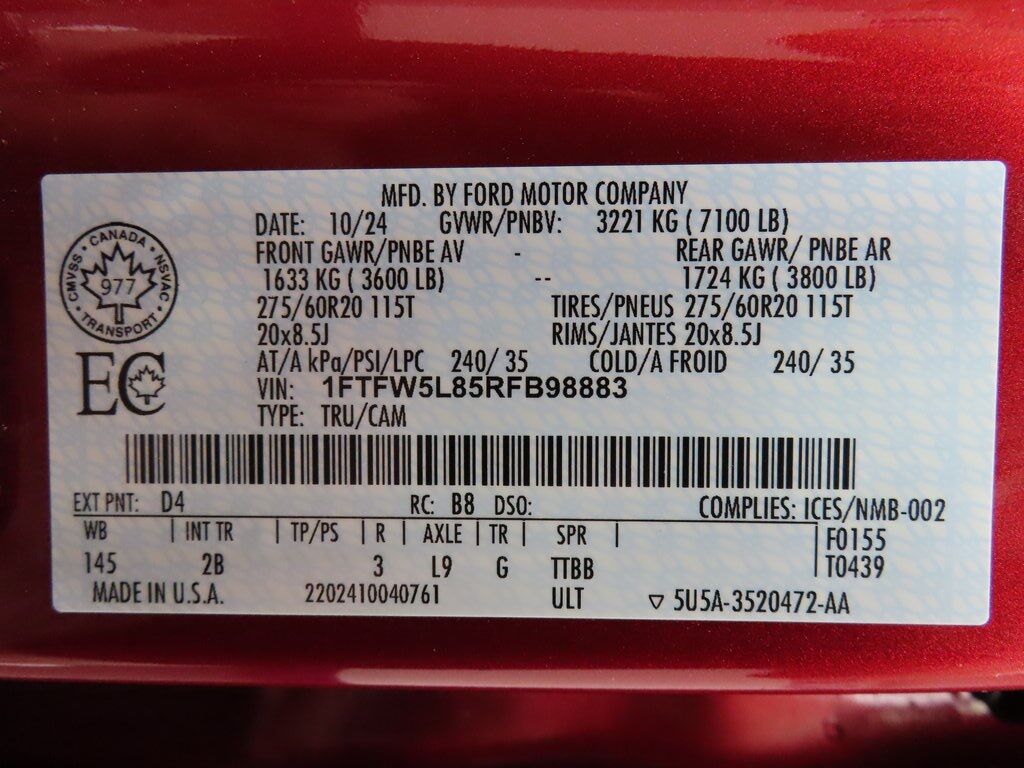 MFD. BY FORD MOTOR COMPANY
DATE: 10/24 GVWR/PNBV: 3221 KG ( 7100 LB)
FRONT GAWR/PNBE AV - REAR GAWR/ PNBE AR
1633 KG ( 3600 LB) -- 1724 KG ( 3800 LB)
275/60R20 115T TIRES/PNEUS 275/60R20 115T
20x8.5J RIMS/JANTES 20x8.5J
AT/A kPa/PSI/LPC 240/ 35 COLD/A FROID 240/ 35
VIN: 1FTFW5L85RFB98883
TYPE: TRU/CAM
CANADA • NSVAC • TRANSPORT • CMVSS •
977
EC
EXT PNT: D4 RC: B8 DSO: COMPLIES: ICES/NMB-002
WB | INT TR | TP/PS | R | AXLE | TR | SPR | F0155
145 2B 3 L9 G TTBB T0439
MADE IN U.S.A. 2202410040761 ULT ▽ 5U5A-3520472-AA